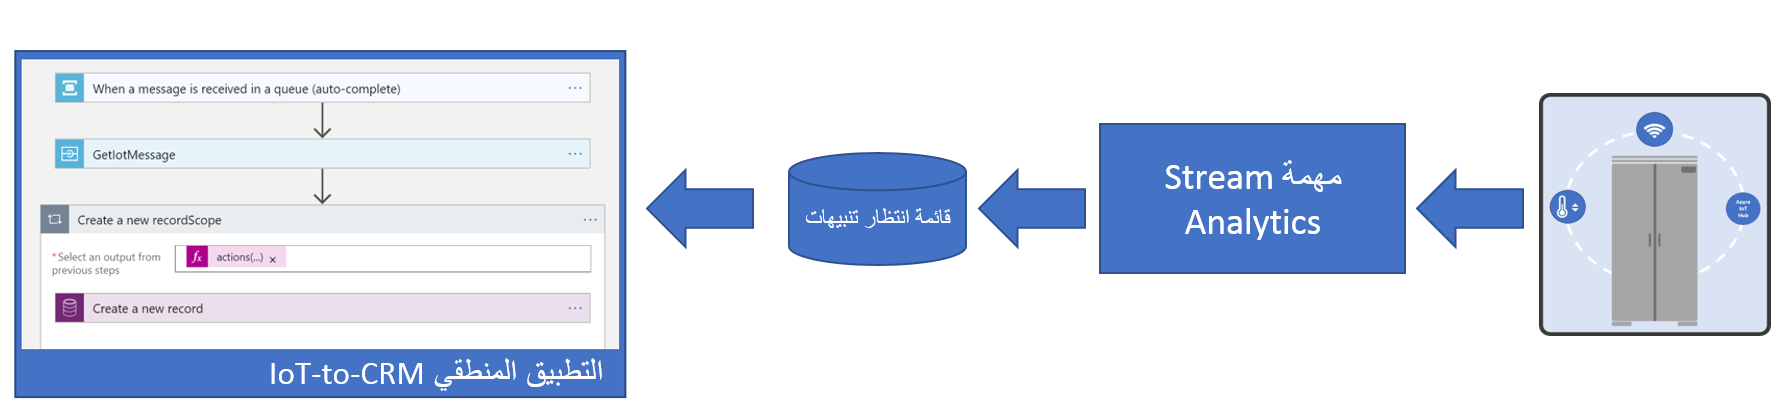 Azure
IoT
Hub
مهمة Stream
Analytics
قائمة انتظار تنبيهات
When a message is received in a queue (auto-complete)
GetIotMessage
Create a new recordScope
*Select an output from
previous steps
fx actions(...) ×
Create a new record
التطبيق المنطقي IoT-to-CRM